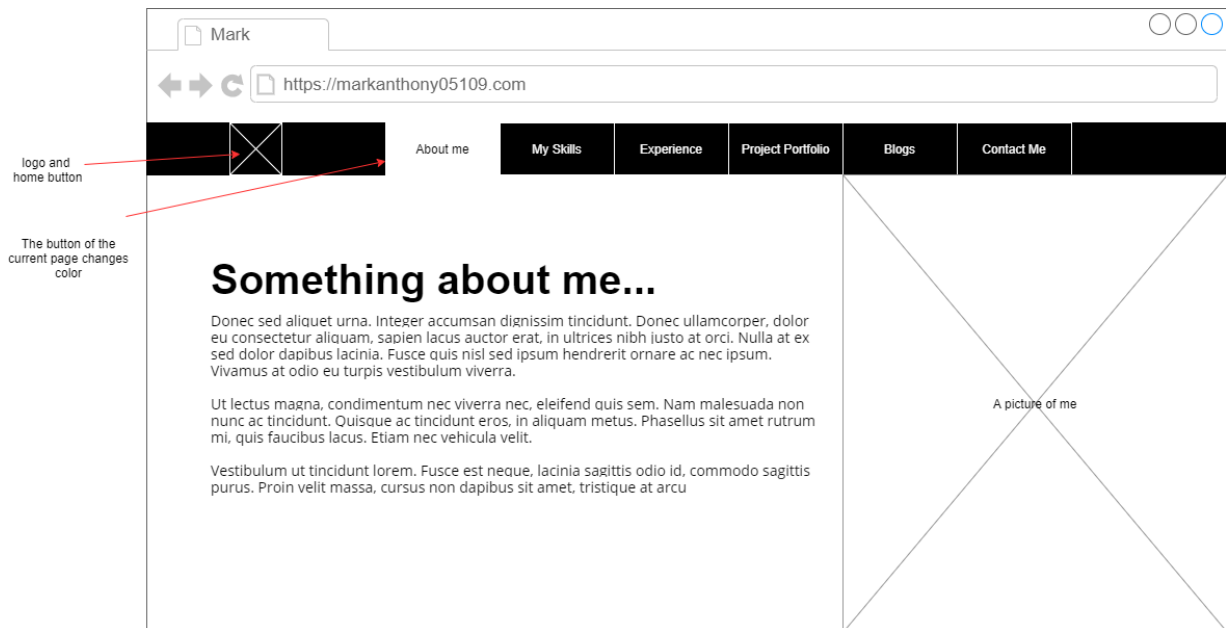 Mark
https://markanthony05109.com
logo and
home button
About me
My Skills
Experience
Project Portfolio
Blogs
Contact Me
The button of the
current page changes
color
Something about me...
Donec sed aliquet urna. Integer accumsan dignissim tincidunt. Donec ullamcorper, dolor
eu consectetur aliquam, sapien lacus auctor erat, in ultrices nibh justo at orci. Nulla at ex
sed dolor dapibus lacinia. Fusce quis nisl sed ipsum hendrerit ornare ac nec ipsum.
Vivamus at odio eu turpis vestibulum viverra.
Ut lectus magna, condimentum nec viverra nec, eleifend quis sem. Nam malesuada non
nunc ac tincidunt. Quisque ac tincidunt eros, in aliquam metus. Phasellus sit amet rutrum
mi, quis faucibus lacus. Etiam nec vehicula velit.
Vestibulum ut tincidunt lorem. Fusce est neque, lacinia sagittis odio id, commodo sagittis
purus. Proin velit massa, cursus non dapibus sit amet, tristique at arcu
A picture of me